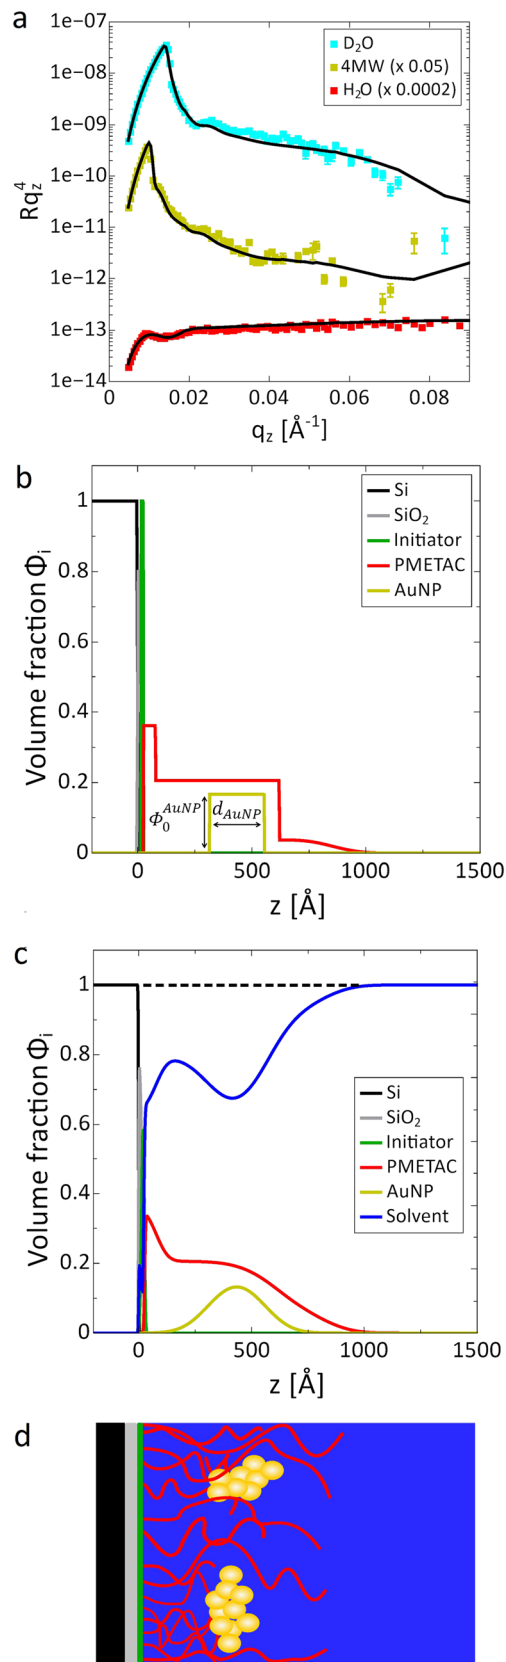 a
Rq_z^4
1e−07
1e−08
1e−09
1e−10
1e−11
1e−12
1e−13
1e−14
D₂O
4MW (x 0.05)
H₂O (x 0.0002)
0 0.02 0.04 0.06 0.08
q_z [Å⁻¹]
b
Volume fraction Φᵢ
1
0.8
0.6
0.4
0.2
0
Si
SiO₂
Initiator
PMETAC
AuNP
Φ₀^AuNP
d_AuNP
0 500 1000 1500
z [Å]
c
Volume fraction Φᵢ
1
0.8
0.6
0.4
0.2
0
Si
SiO₂
Initiator
PMETAC
AuNP
Solvent
0 500 1000 1500
z [Å]
d